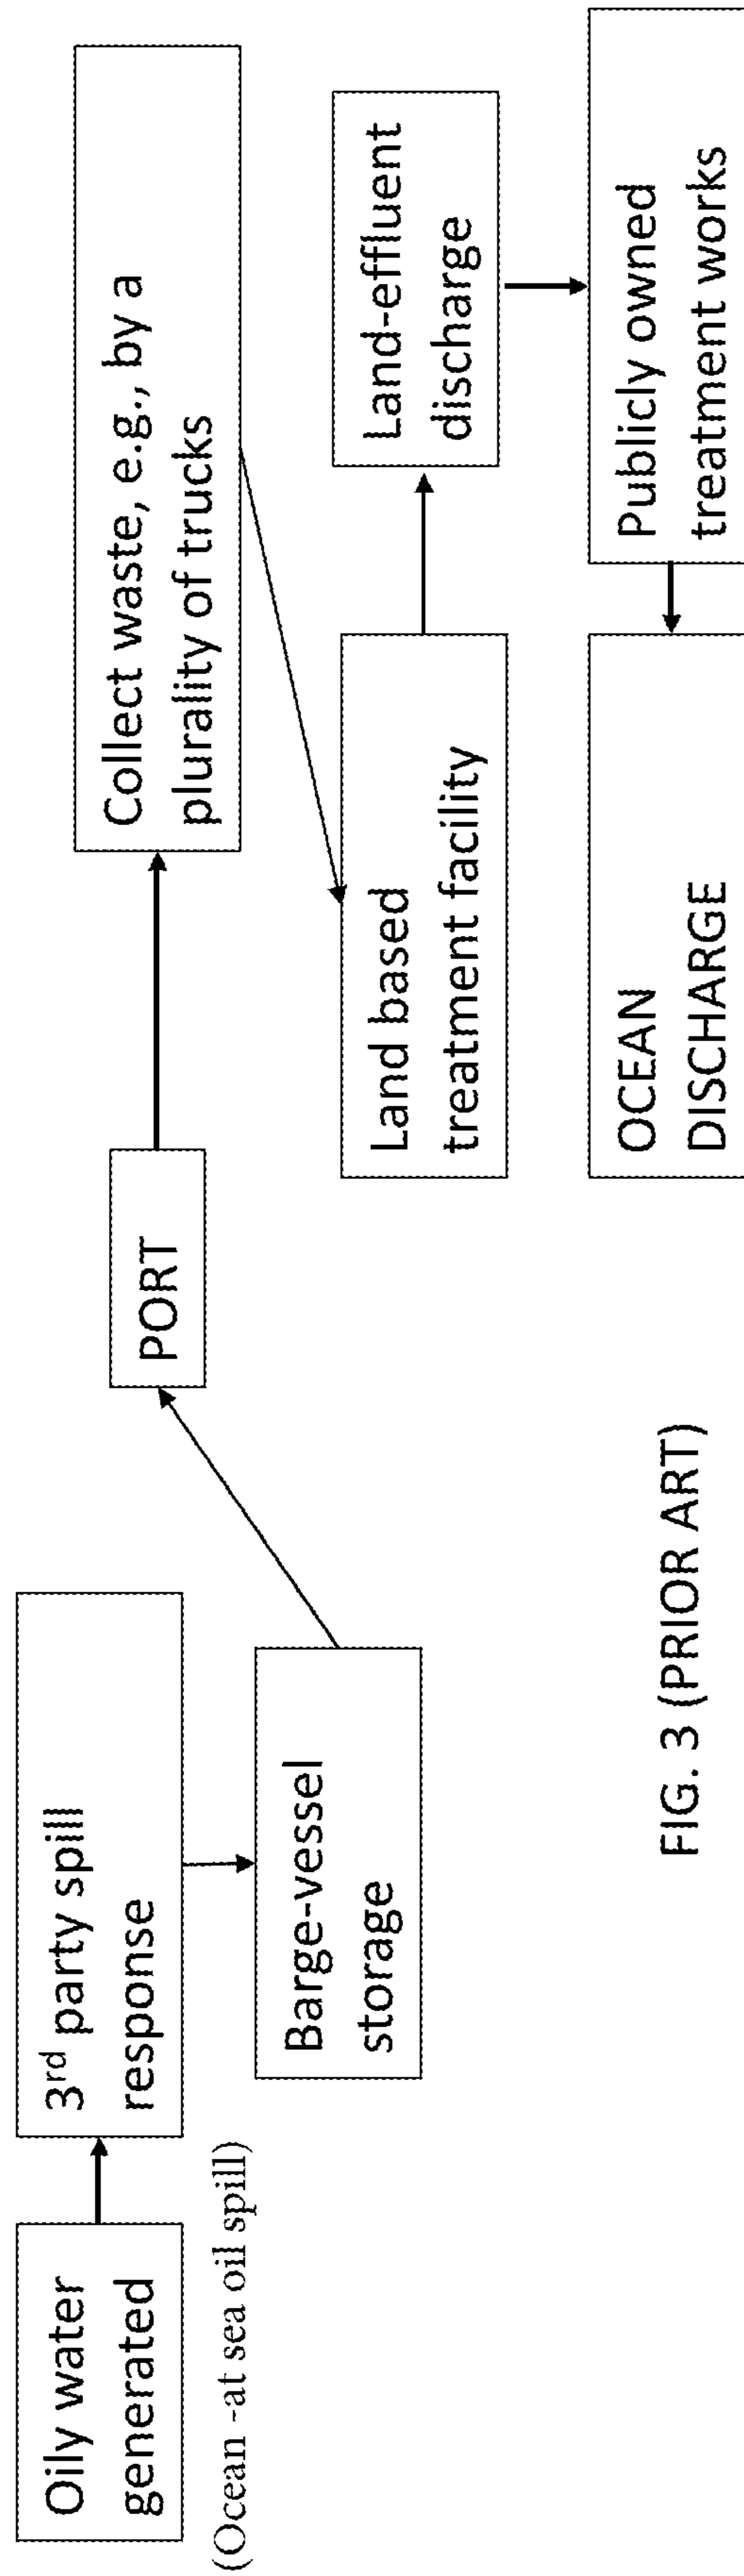 Oily water
generated
(Ocean -at sea oil spill)
3rd party spill
response
Barge-vessel
storage
PORT
Collect waste, e.g., by a
plurality of trucks
Land based
treatment facility
Land-effluent
discharge
Publicly owned
treatment works
OCEAN
DISCHARGE
FIG. 3 (PRIOR ART)